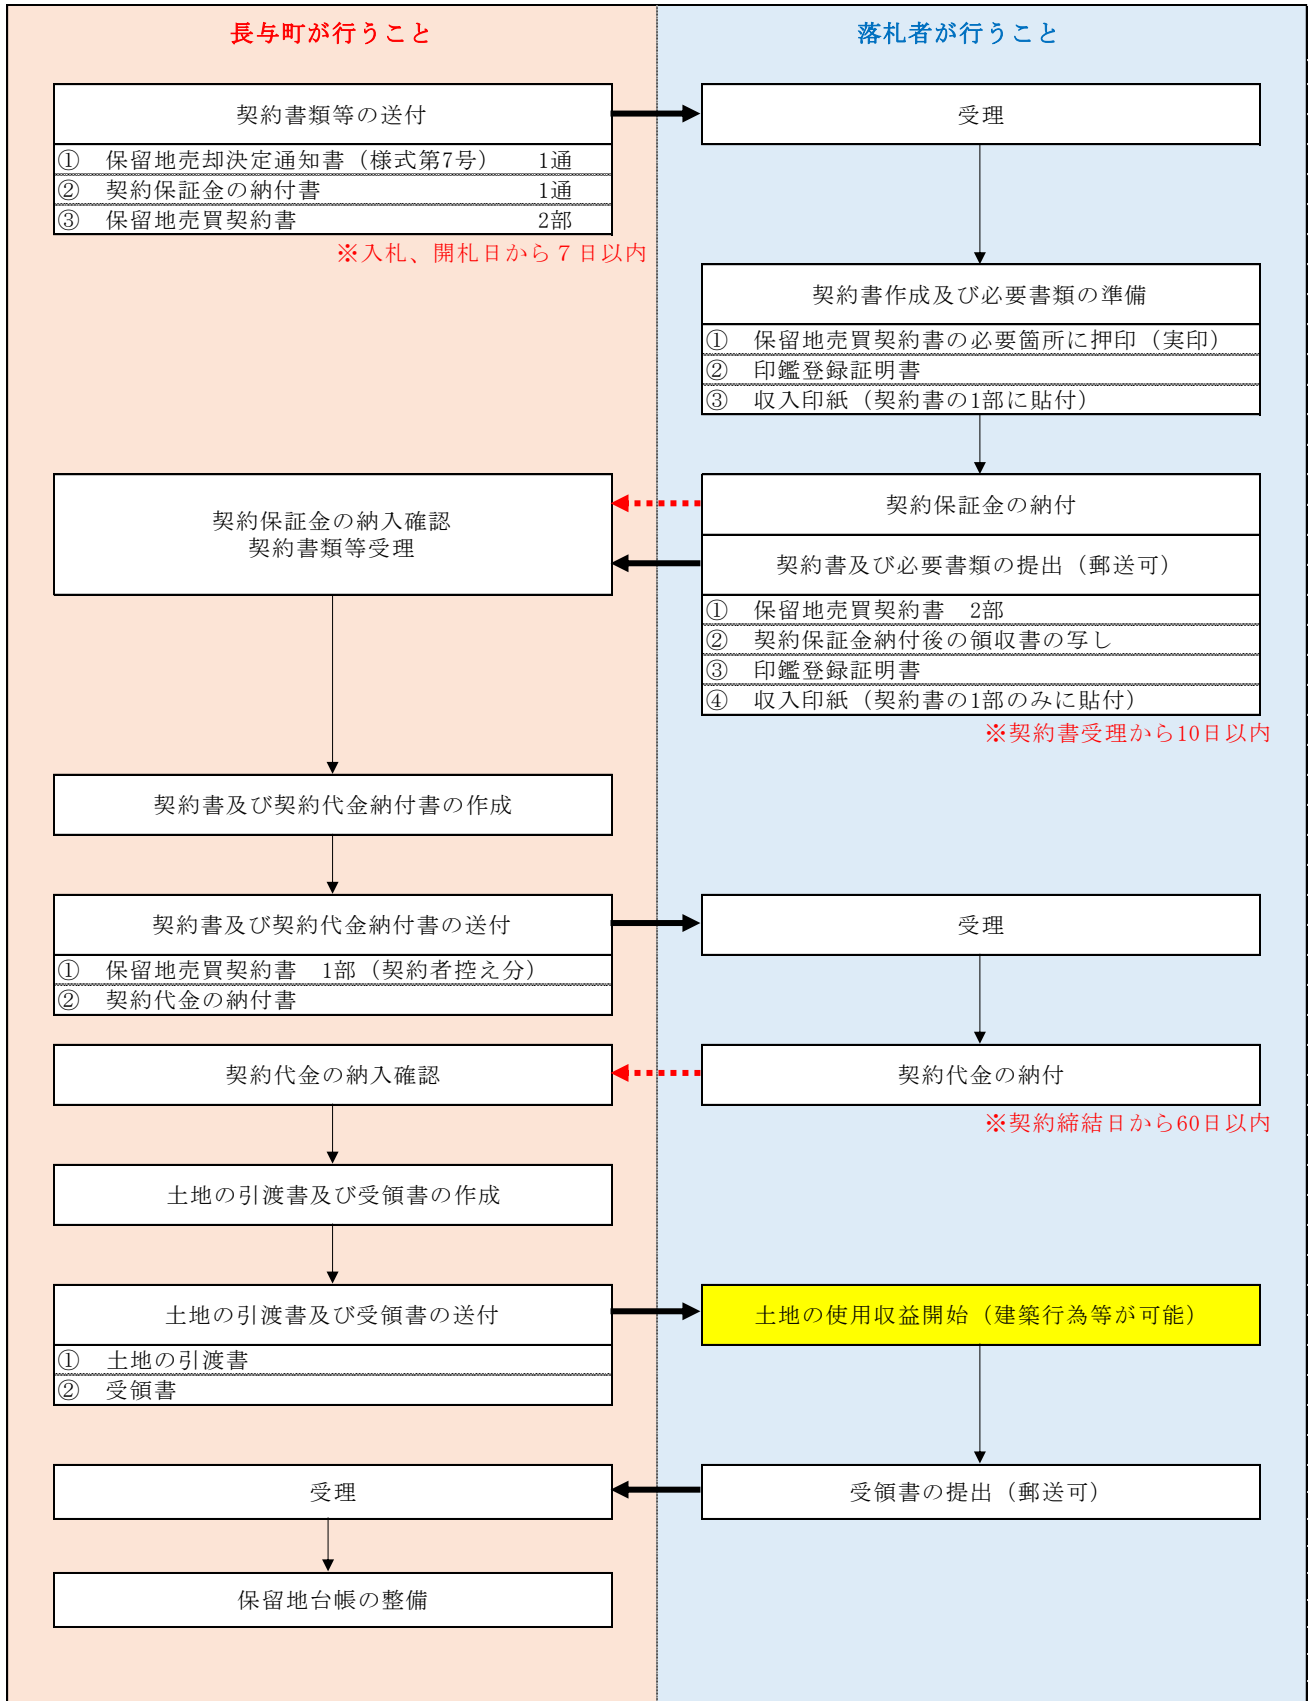 長与町が行うこと
落札者が行うこと
契約書類等の送付
① 保留地売却決定通知書（様式第7号） 1通
② 契約保証金の納付書 1通
③ 保留地売買契約書 2部
※入札、開札日から７日以内
受理
契約書作成及び必要書類の準備
① 保留地売買契約書の必要箇所に押印（実印）
② 印鑑登録証明書
③ 収入印紙（契約書の1部に貼付）
契約保証金の納付
契約書及び必要書類の提出（郵送可）
① 保留地売買契約書 2部
② 契約保証金納付後の領収書の写し
③ 印鑑登録証明書
④ 収入印紙（契約書の1部のみに貼付）
※契約書受理から10日以内
契約保証金の納入確認
契約書類等受理
契約書及び契約代金納付書の作成
契約書及び契約代金納付書の送付
① 保留地売買契約書 1部（契約者控え分）
② 契約代金の納付書
受理
契約代金の納付
※契約締結日から60日以内
契約代金の納入確認
土地の引渡書及び受領書の作成
土地の引渡書及び受領書の送付
① 土地の引渡書
② 受領書
土地の使用収益開始（建築行為等が可能）
受領書の提出（郵送可）
受理
保留地台帳の整備